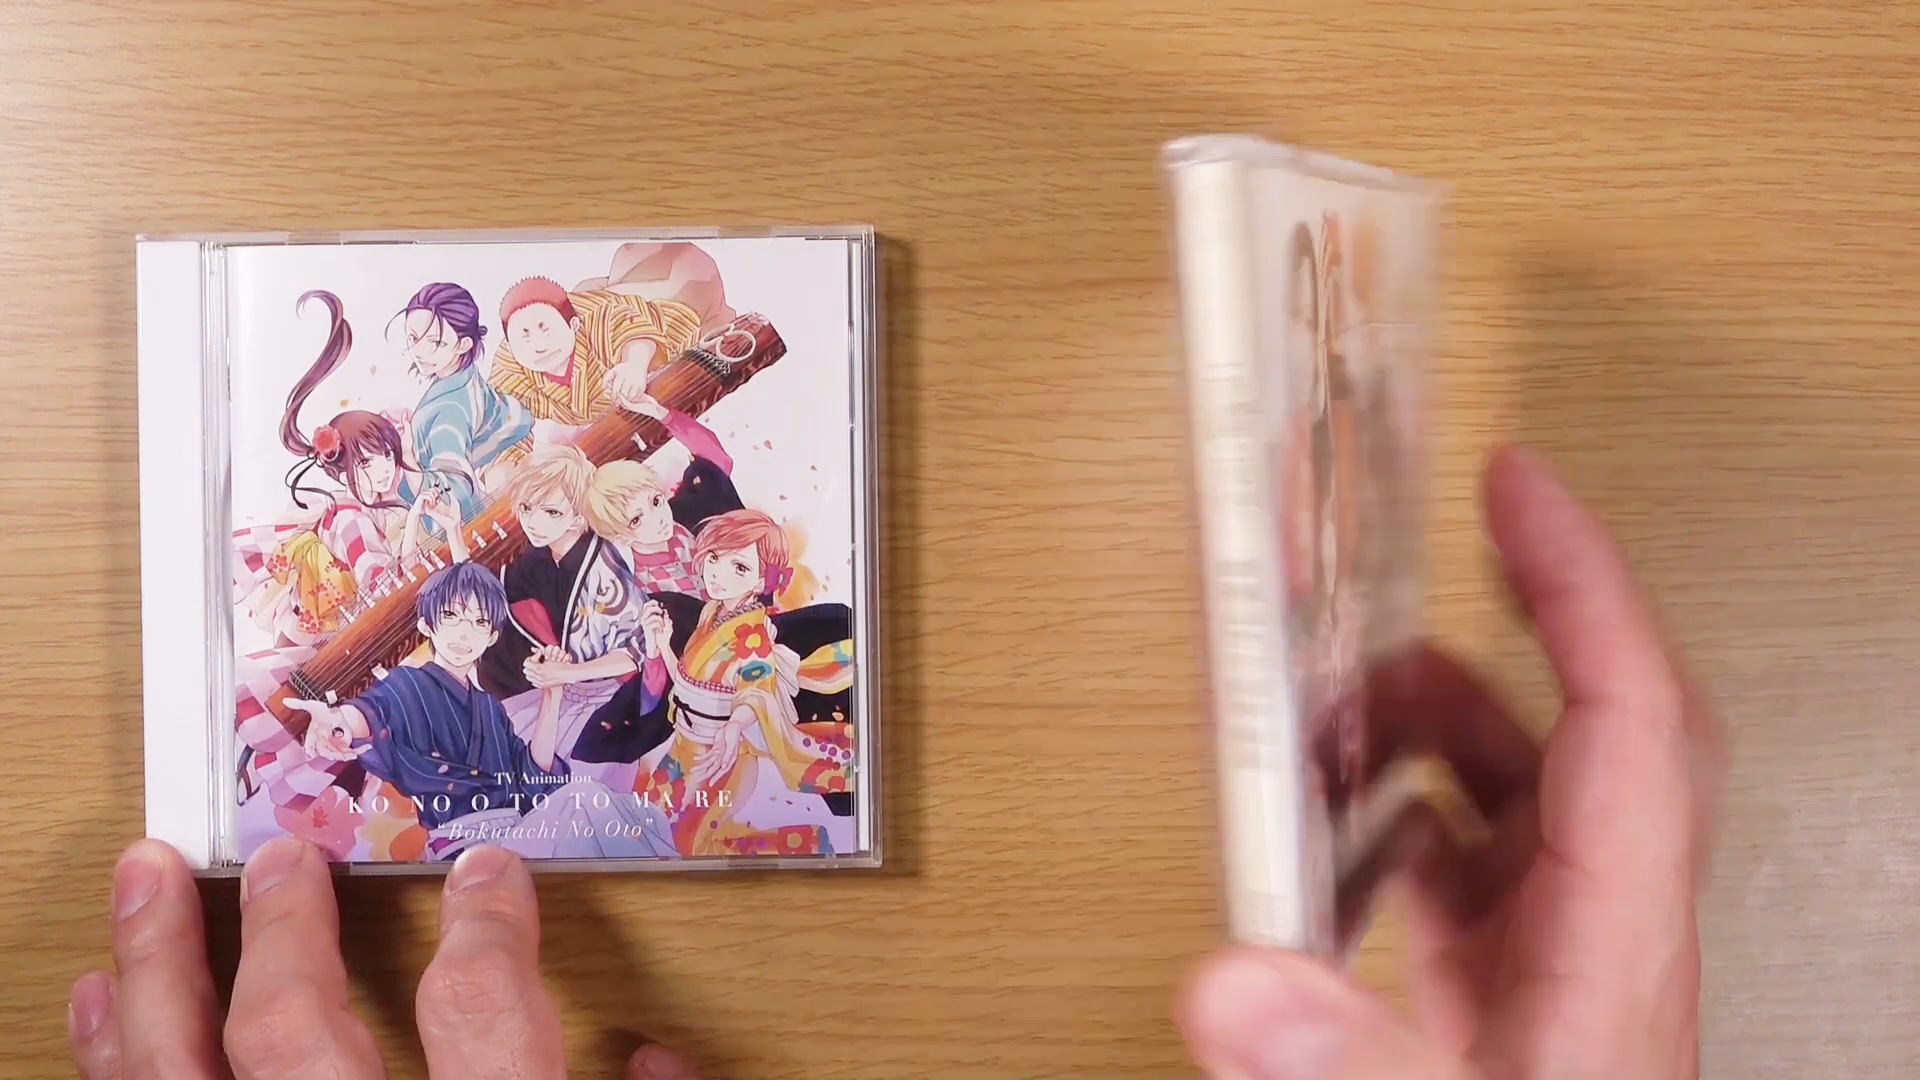 TV Animation
KO NO O TO TO MA RE
“Bokutachi No Oto”